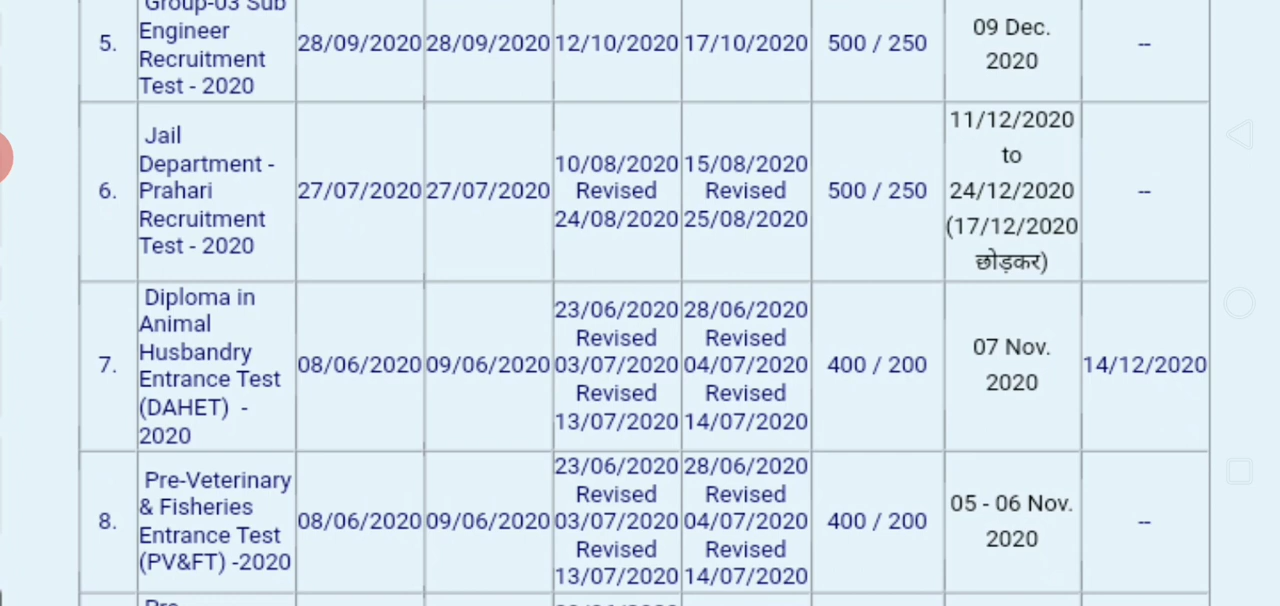 Group-03 Sub
Engineer
Recruitment
Test - 2020
5.
28/09/2020
28/09/2020
12/10/2020
17/10/2020
500 / 250
09 Dec.
2020
--
6.
Jail
Department -
Prahari
Recruitment
Test - 2020
27/07/2020
27/07/2020
10/08/2020
Revised
24/08/2020
15/08/2020
Revised
25/08/2020
500 / 250
11/12/2020
to
24/12/2020
(17/12/2020
छोड़कर)
--
7.
Diploma in
Animal
Husbandry
Entrance Test
(DAHET) -
2020
08/06/2020
09/06/2020
23/06/2020
Revised
03/07/2020
Revised
13/07/2020
28/06/2020
Revised
04/07/2020
Revised
14/07/2020
400 / 200
07 Nov.
2020
14/12/2020
8.
Pre-Veterinary
& Fisheries
Entrance Test
(PV&FT) -2020
08/06/2020
09/06/2020
23/06/2020
Revised
03/07/2020
Revised
13/07/2020
28/06/2020
Revised
04/07/2020
Revised
14/07/2020
400 / 200
05 - 06 Nov.
2020
--